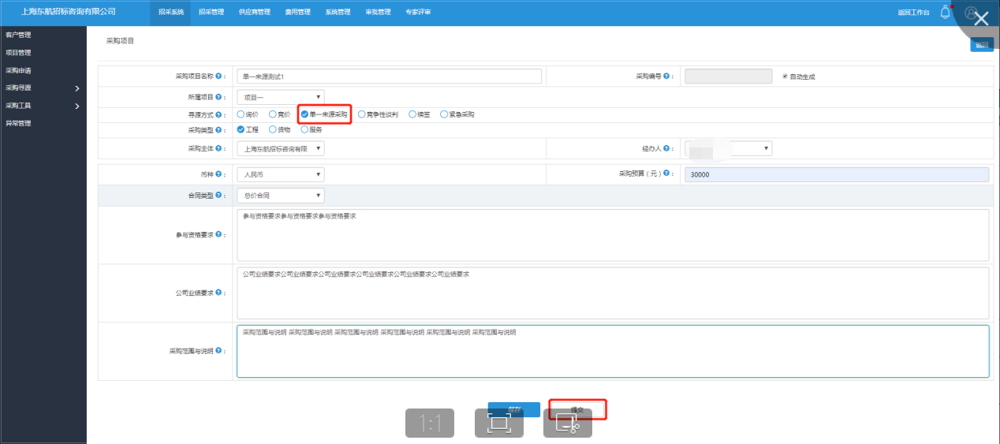 上海东航招标咨询有限公司 招采系统 招采管理 供应商管理 费用管理 系统管理 审批管理 专家评审 返回工作台
客户管理
项目管理
采购申请
采购寻源
采购工具
异常管理
采购项目
返回
采购项目名称 ? : 单一来源测试1 采购编号 ? : 自动生成
所属项目 ? : 项目一
寻源方式 ? : 询价 竞价 单一来源采购 竞争性谈判 续签 紧急采购
采购类型 ? : 工程 货物 服务
采购主体 ? : 上海东航招标咨询有限 经办人 ? :
币种 ? : 人民币 采购预算(元) ? : 30000
合同类型 ? : 总价合同
参与资格要求 ? : 参与资格要求参与资格要求参与资格要求
公司业绩要求 ? : 公司业绩要求公司业绩要求公司业绩要求公司业绩要求公司业绩要求公司业绩要求
采购范围与说明 ? : 采购范围与说明 采购范围与说明 采购范围与说明 采购范围与说明 采购范围与说明 采购范围与说明
保存 提交
1:1